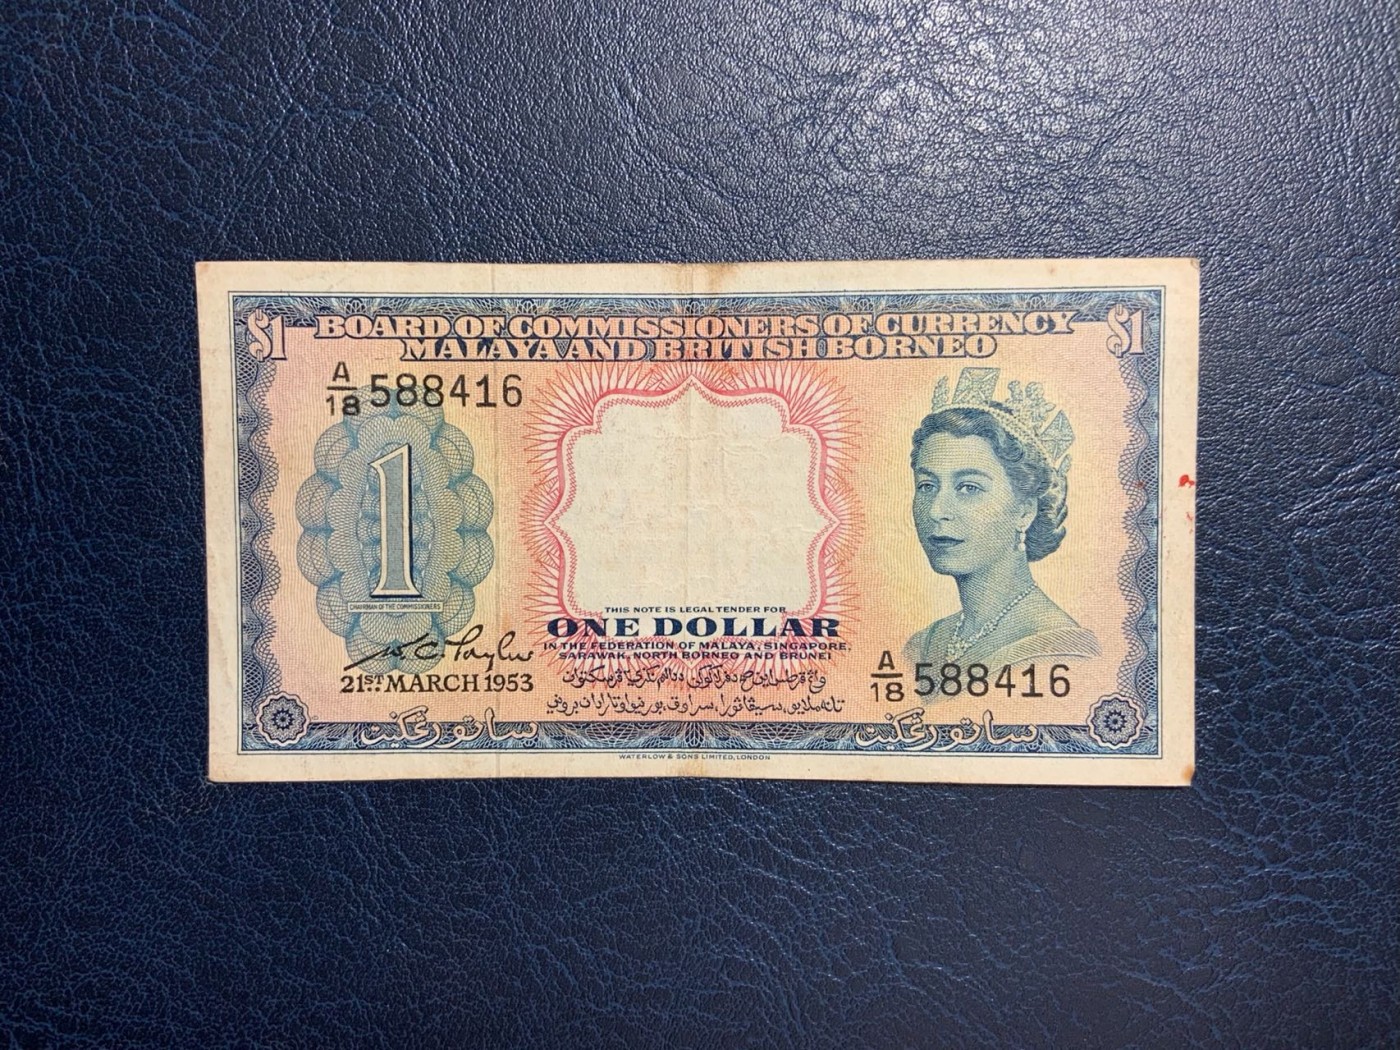 $1 BOARD OF COMMISSIONERS OF CURRENCY $1
MALAYA AND BRITISH BORNEO
A/18 588416
1
CHAIRMAN OF THE COMMISSIONERS
W.C. Taylor
21ST MARCH 1953
THIS NOTE IS LEGAL TENDER FOR
ONE DOLLAR
IN THE FEDERATION OF MALAYA, SINGAPORE,
SARAWAK, NORTH BORNEO AND BRUNEI
A/18 588416
ساتو رڠݢيت ساتو رڠݢيت
WATERLOW & SONS LIMITED, LONDON